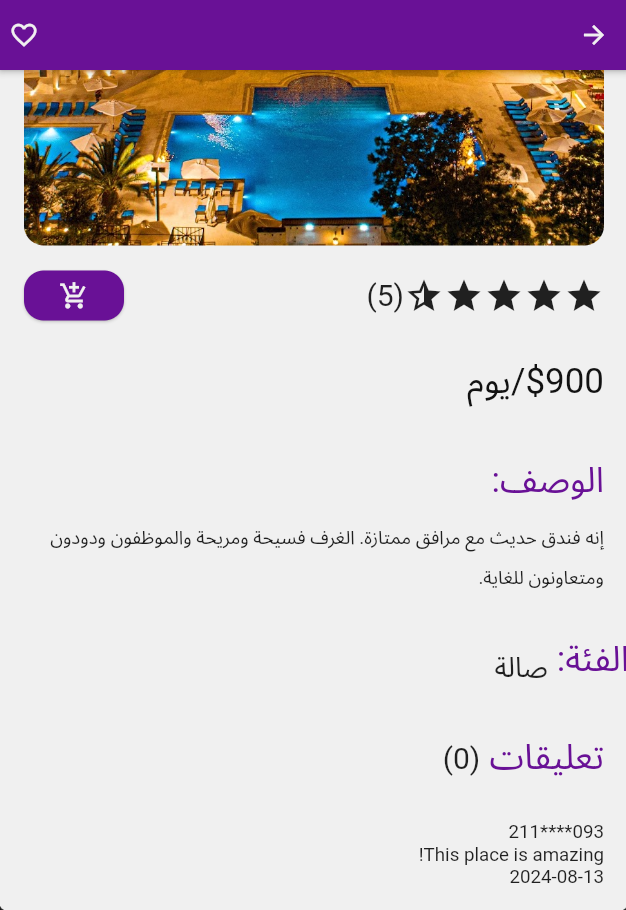 (5)
$900/يوم
الوصف:
إنه فندق حديث مع مرافق ممتازة. الغرف فسيحة ومريحة والموظفون ودودون
ومتعاونون للغاية.
الفئة: صالة
تعليقات (0)
211****093
!This place is amazing
2024-08-13